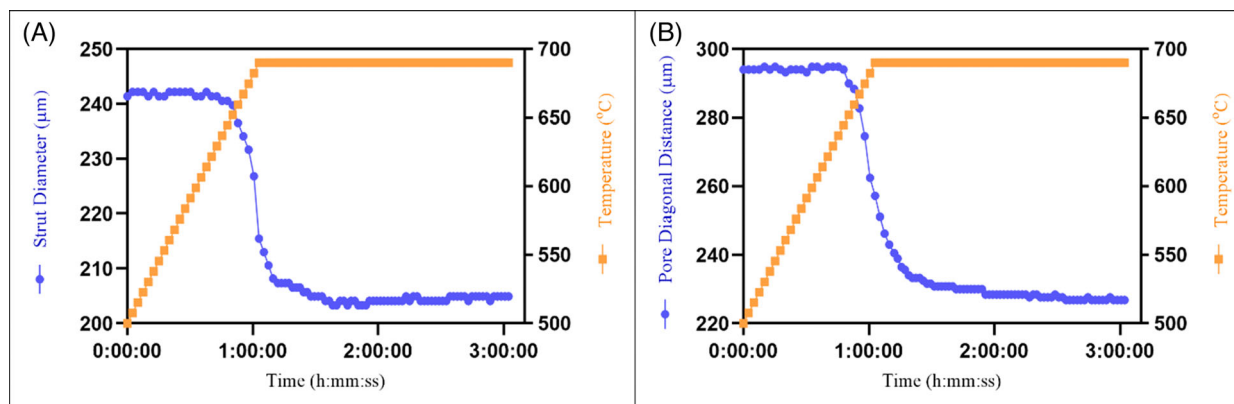 (A)
250
240
230
220
210
200
Strut Diameter (μm)
700
650
600
550
500
Temperature (°C)
0:00:00 1:00:00 2:00:00 3:00:00
Time (h:mm:ss)
(B)
300
280
260
240
220
Pore Diagonal Distance (μm)
700
650
600
550
500
Temperature (°C)
0:00:00 1:00:00 2:00:00 3:00:00
Time (h:mm:ss)